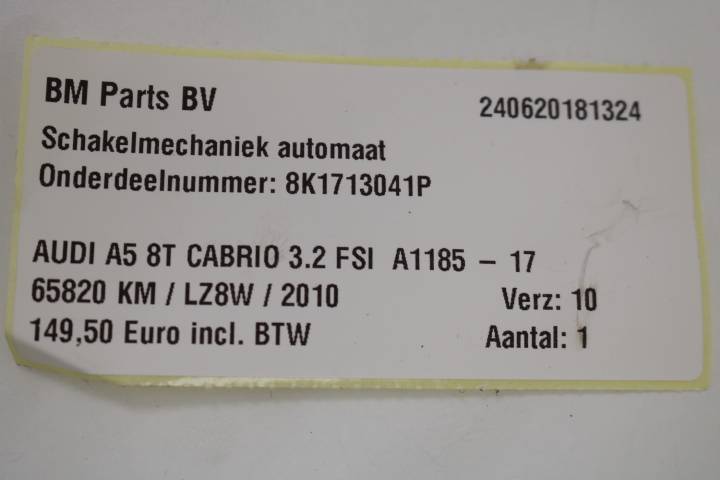 BM Parts BV 240620181324
Schakelmechaniek automaat
Onderdeelnummer: 8K1713041P
AUDI A5 8T CABRIO 3.2 FSI A1185 – 17
65820 KM / LZ8W / 2010 Verz: 10
149,50 Euro incl. BTW Aantal: 1